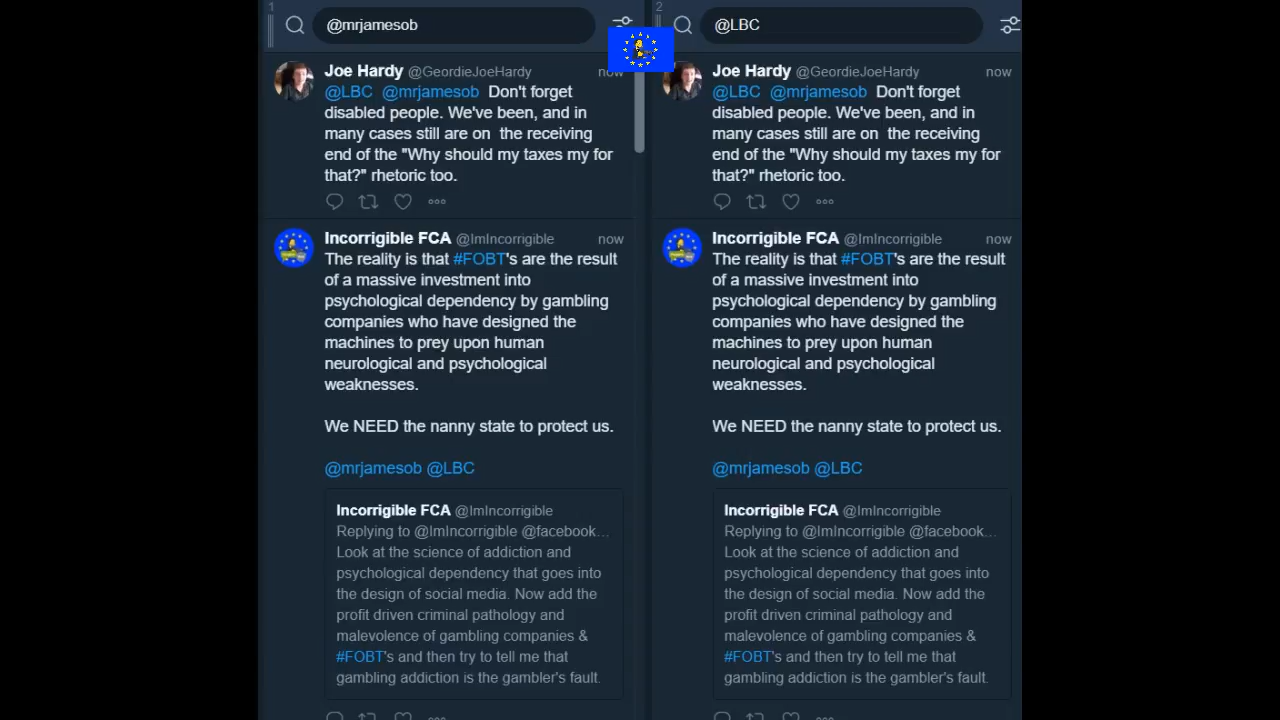 1
@mrjamesob
Joe Hardy @GeordieJoeHardy now
@LBC @mrjamesob Don't forget
disabled people. We've been, and in
many cases still are on the receiving
end of the "Why should my taxes my for
that?" rhetoric too.
Incorrigible FCA @ImIncorrigible now
The reality is that #FOBT's are the result
of a massive investment into
psychological dependency by gambling
companies who have designed the
machines to prey upon human
neurological and psychological
weaknesses.
We NEED the nanny state to protect us.
@mrjamesob @LBC
Incorrigible FCA @ImIncorrigible
Replying to @ImIncorrigible @facebook...
Look at the science of addiction and
psychological dependency that goes into
the design of social media. Now add the
profit driven criminal pathology and
malevolence of gambling companies &
#FOBT's and then try to tell me that
gambling addiction is the gambler's fault.
2
@LBC
Joe Hardy @GeordieJoeHardy now
@LBC @mrjamesob Don't forget
disabled people. We've been, and in
many cases still are on the receiving
end of the "Why should my taxes my for
that?" rhetoric too.
Incorrigible FCA @ImIncorrigible now
The reality is that #FOBT's are the result
of a massive investment into
psychological dependency by gambling
companies who have designed the
machines to prey upon human
neurological and psychological
weaknesses.
We NEED the nanny state to protect us.
@mrjamesob @LBC
Incorrigible FCA @ImIncorrigible
Replying to @ImIncorrigible @facebook...
Look at the science of addiction and
psychological dependency that goes into
the design of social media. Now add the
profit driven criminal pathology and
malevolence of gambling companies &
#FOBT's and then try to tell me that
gambling addiction is the gambler's fault.